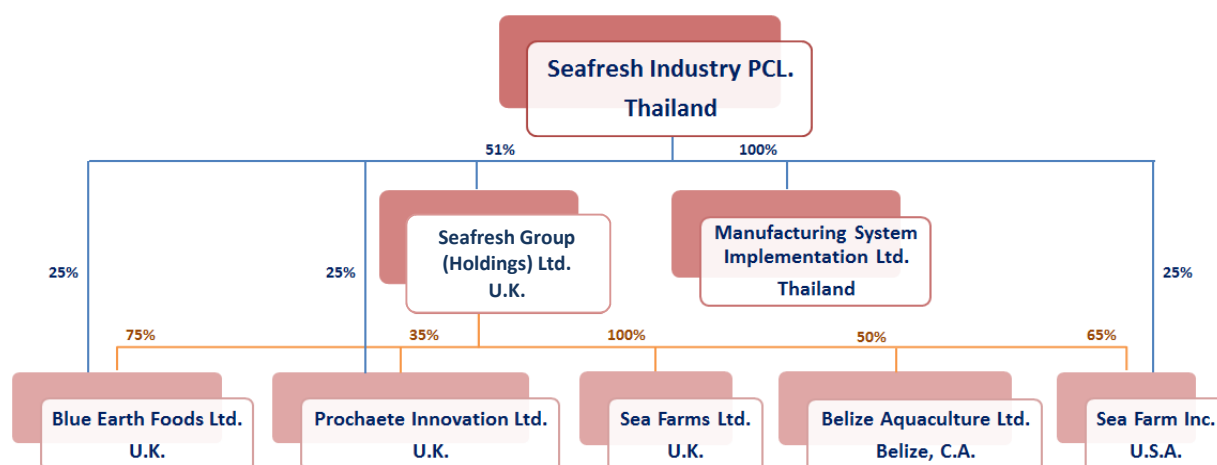 Seafresh Industry PCL.
Thailand
51%
100%
Seafresh Group
(Holdings) Ltd.
U.K.
Manufacturing System
Implementation Ltd.
Thailand
25%
25%
25%
75%
35%
100%
50%
65%
Blue Earth Foods Ltd.
U.K.
Prochaete Innovation Ltd.
U.K.
Sea Farms Ltd.
U.K.
Belize Aquaculture Ltd.
Belize, C.A.
Sea Farm Inc.
U.S.A.